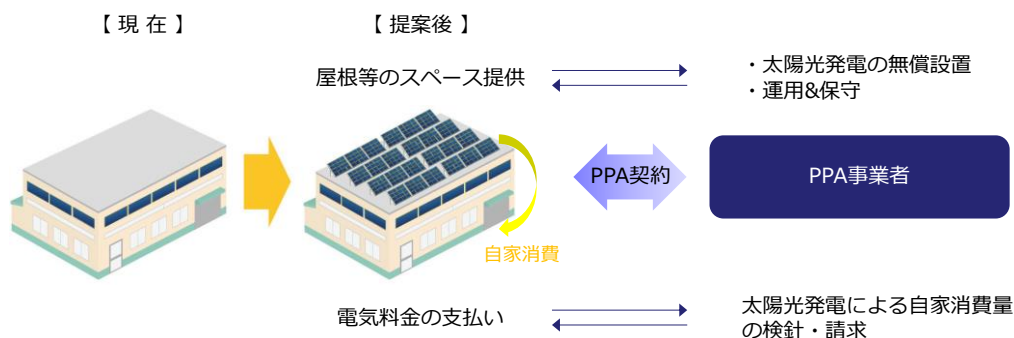 【 現 在 】
【 提案後 】
屋根等のスペース提供
・太陽光発電の無償設置
・運用&保守
PPA契約
PPA事業者
自家消費
電気料金の支払い
太陽光発電による自家消費量
の検針・請求